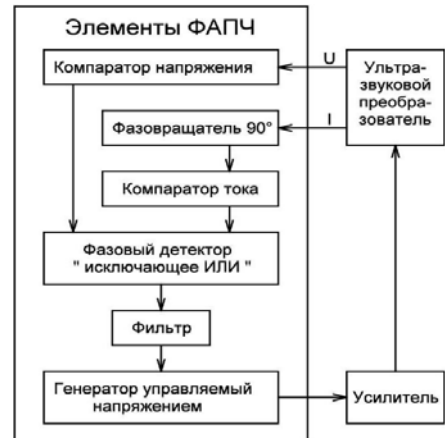 Элементы ФАПЧ
Компаратор напряжения
U
Ультра-
звуковой
преобра-
зователь
Фазовращатель 90°
I
Компаратор тока
Фазовый детектор
" исключающее ИЛИ "
Фильтр
Генератор управляемый
напряжением
Усилитель